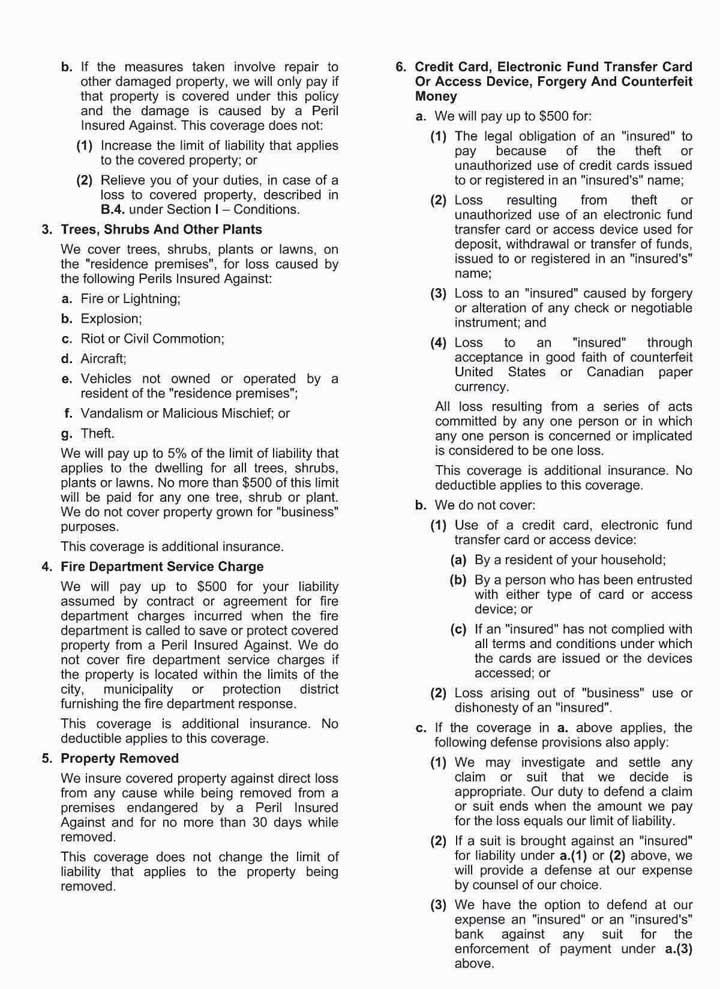 b. If the measures taken involve repair to
other damaged property, we will only pay if
that property is covered under this policy
and the damage is caused by a Peril
Insured Against. This coverage does not:
(1) Increase the limit of liability that applies
to the covered property; or
(2) Relieve you of your duties, in case of a
loss to covered property, described in
B.4. under Section I – Conditions.
3. Trees, Shrubs And Other Plants
We cover trees, shrubs, plants or lawns, on
the "residence premises", for loss caused by
the following Perils Insured Against:
a. Fire or Lightning;
b. Explosion;
c. Riot or Civil Commotion;
d. Aircraft;
e. Vehicles not owned or operated by a
resident of the "residence premises";
f. Vandalism or Malicious Mischief; or
g. Theft.
We will pay up to 5% of the limit of liability that
applies to the dwelling for all trees, shrubs,
plants or lawns. No more than $500 of this limit
will be paid for any one tree, shrub or plant.
We do not cover property grown for "business"
purposes.
This coverage is additional insurance.
4. Fire Department Service Charge
We will pay up to $500 for your liability
assumed by contract or agreement for fire
department charges incurred when the fire
department is called to save or protect covered
property from a Peril Insured Against. We do
not cover fire department service charges if
the property is located within the limits of the
city, municipality or protection district
furnishing the fire department response.
This coverage is additional insurance. No
deductible applies to this coverage.
5. Property Removed
We insure covered property against direct loss
from any cause while being removed from a
premises endangered by a Peril Insured
Against and for no more than 30 days while
removed.
This coverage does not change the limit of
liability that applies to the property being
removed.
6. Credit Card, Electronic Fund Transfer Card
Or Access Device, Forgery And Counterfeit
Money
a. We will pay up to $500 for:
(1) The legal obligation of an "insured" to
pay because of the theft or
unauthorized use of credit cards issued
to or registered in an "insured's" name;
(2) Loss resulting from theft or
unauthorized use of an electronic fund
transfer card or access device used for
deposit, withdrawal or transfer of funds,
issued to or registered in an "insured's"
name;
(3) Loss to an "insured" caused by forgery
or alteration of any check or negotiable
instrument; and
(4) Loss to an "insured" through
acceptance in good faith of counterfeit
United States or Canadian paper
currency.
All loss resulting from a series of acts
committed by any one person or in which
any one person is concerned or implicated
is considered to be one loss.
This coverage is additional insurance. No
deductible applies to this coverage.
b. We do not cover:
(1) Use of a credit card, electronic fund
transfer card or access device:
(a) By a resident of your household;
(b) By a person who has been entrusted
with either type of card or access
device; or
(c) If an "insured" has not complied with
all terms and conditions under which
the cards are issued or the devices
accessed; or
(2) Loss arising out of "business" use or
dishonesty of an "insured".
c. If the coverage in a. above applies, the
following defense provisions also apply:
(1) We may investigate and settle any
claim or suit that we decide is
appropriate. Our duty to defend a claim
or suit ends when the amount we pay
for the loss equals our limit of liability.
(2) If a suit is brought against an "insured"
for liability under a.(1) or (2) above, we
will provide a defense at our expense
by counsel of our choice.
(3) We have the option to defend at our
expense an "insured" or an "insured's"
bank against any suit for the
enforcement of payment under a.(3)
above.